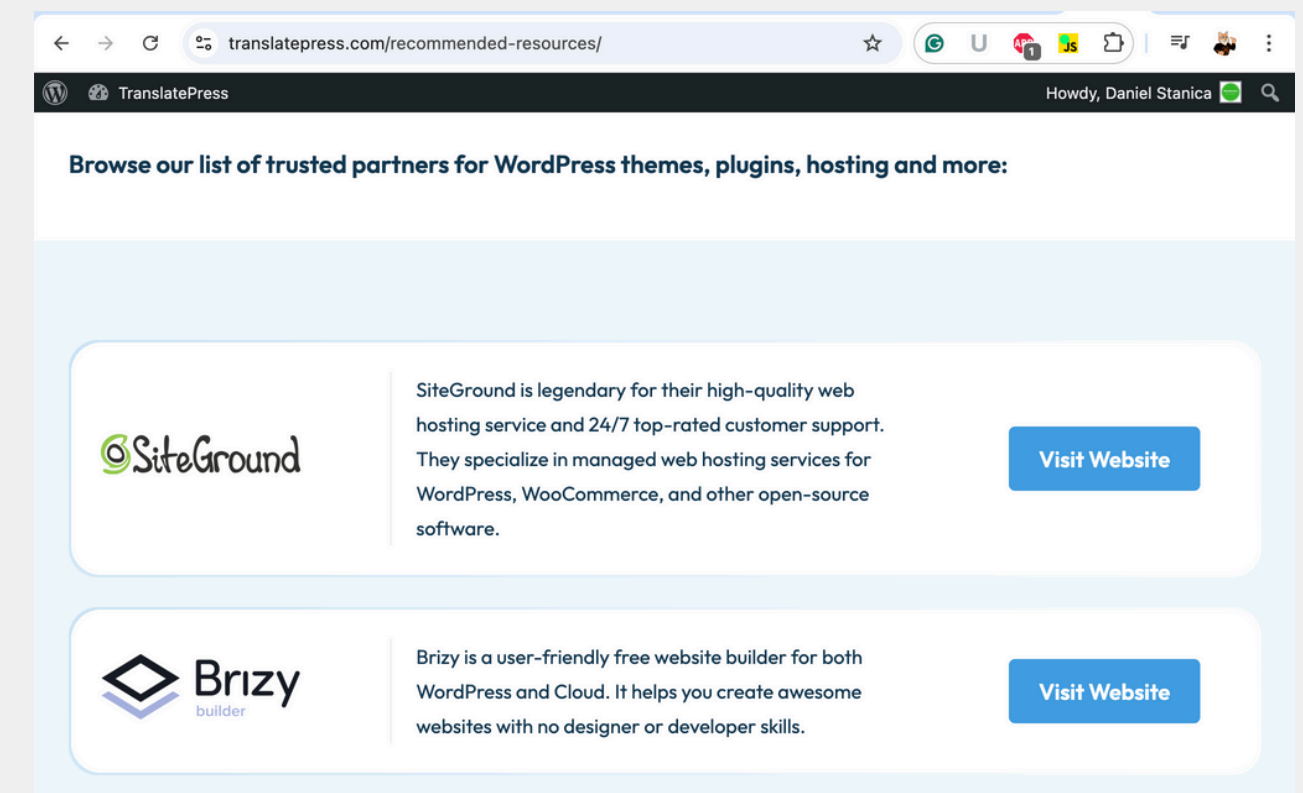 translatepress.com/recommended-resources/
U
ABP
1
JS
TranslatePress
Howdy, Daniel Stanica
Browse our list of trusted partners for WordPress themes, plugins, hosting and more:
SiteGround
SiteGround is legendary for their high-quality web
hosting service and 24/7 top-rated customer support.
They specialize in managed web hosting services for
WordPress, WooCommerce, and other open-source
software.
Visit Website
Brizy
builder
Brizy is a user-friendly free website builder for both
WordPress and Cloud. It helps you create awesome
websites with no designer or developer skills.
Visit Website